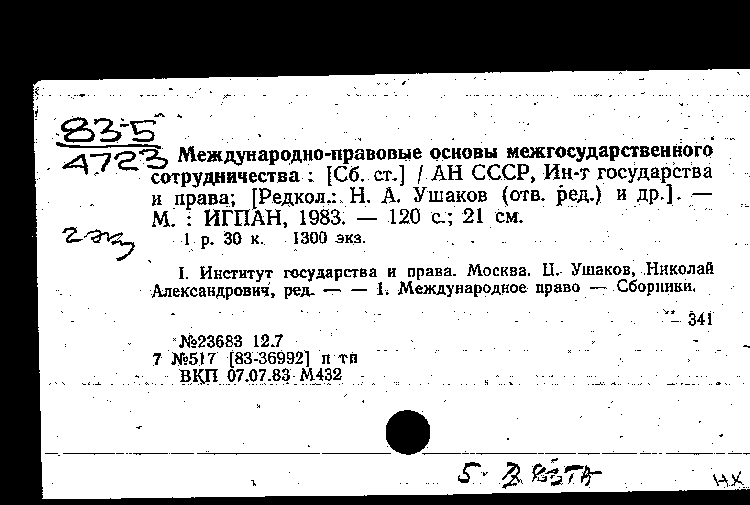 83-5
4723
Международно-правовые основы межгосударственного
сотрудничества : [Сб. ст.] / АН СССР, Ин-т государства
и права; [Редкол.: Н. А. Ушаков (отв. ред.) и др.]. —
М. : ИГПАН, 1983. — 120 с.; 21 см.
2 экз
1 р. 30 к. 1300 экз.
I. Институт государства и права. Москва. II. Ушаков, Николай
Александрович, ред. — — 1. Международное право — Сборники.
— 341
№23683 12.7
7 №517 [83-36992] п тп
ВКП 07.07.83 М432
5
НХ